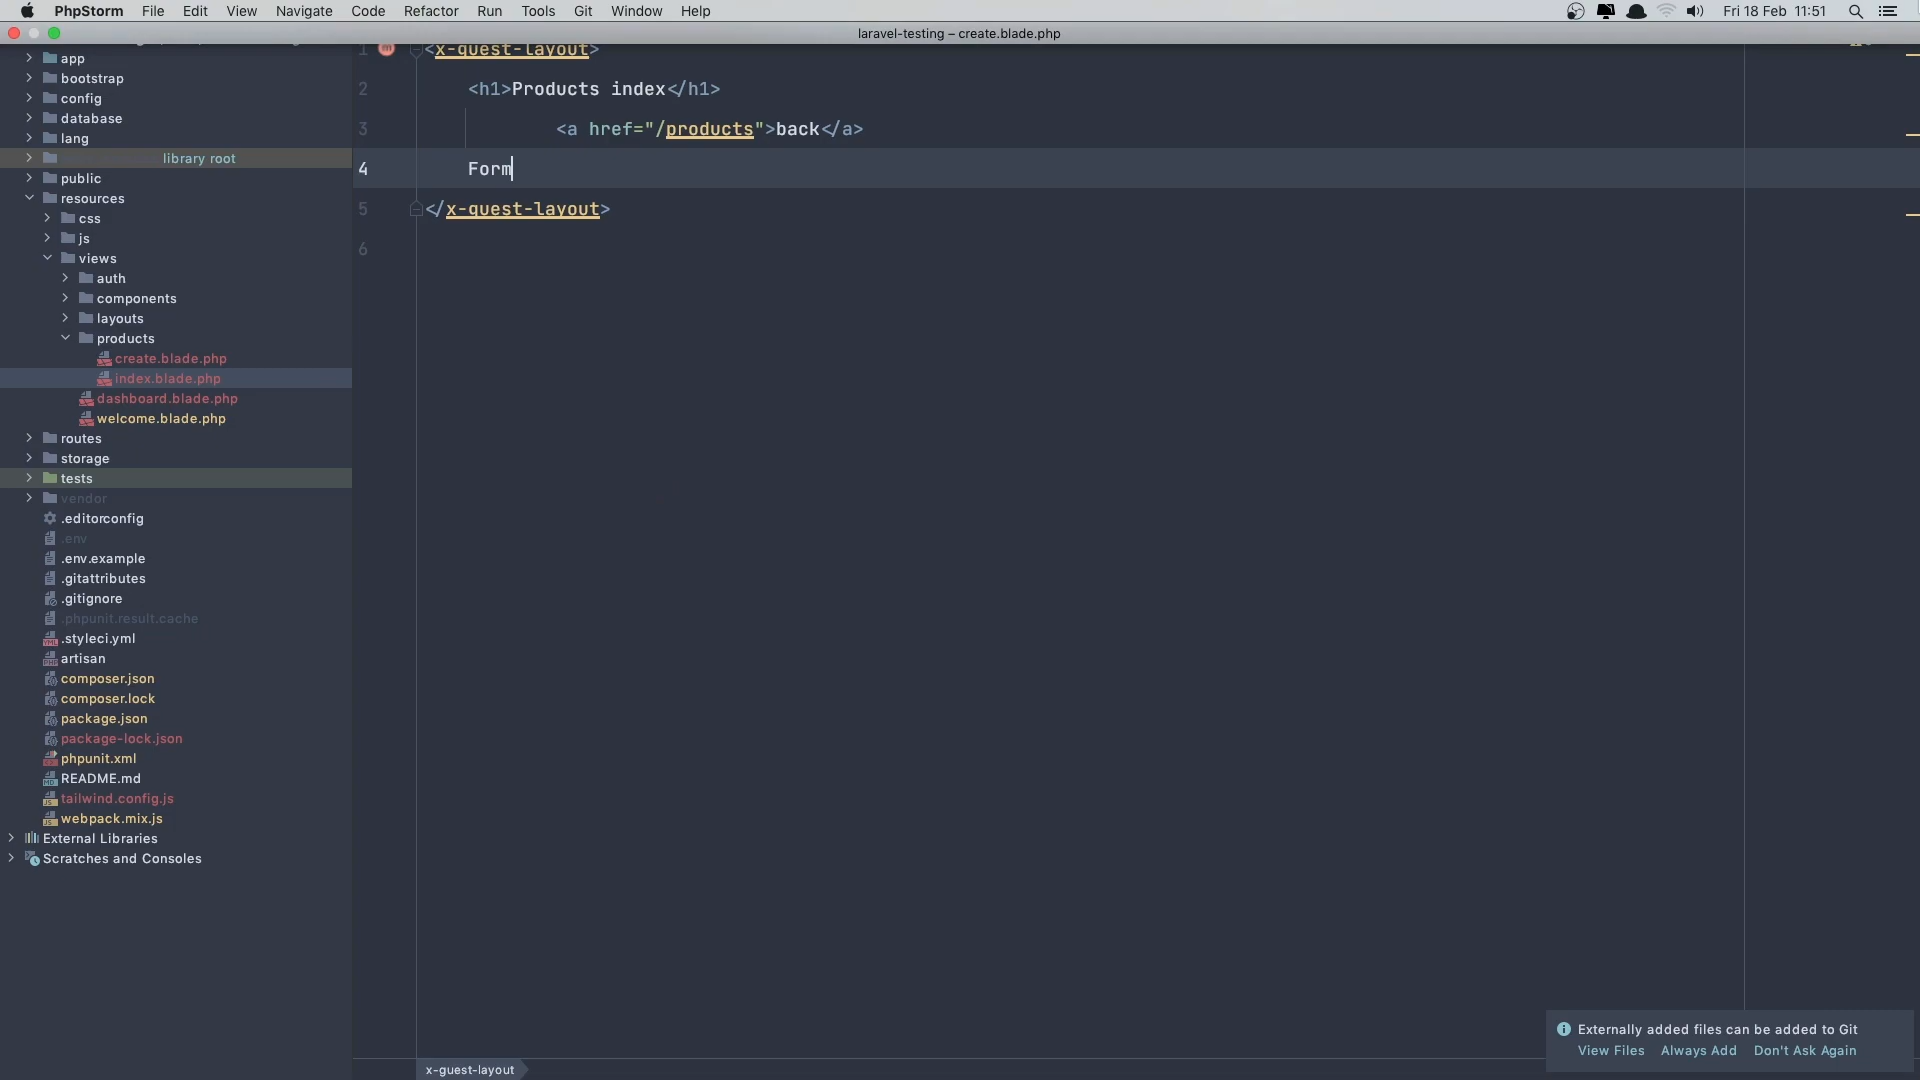 PhpStorm File Edit View Navigate Code Refactor Run Tools Git Window Help Fri 18 Feb 11:51
laravel-testing – create.blade.php
app
bootstrap
config
database
lang
library root
public
resources
css
js
views
auth
components
layouts
products
create.blade.php
index.blade.php
dashboard.blade.php
welcome.blade.php
routes
storage
tests
vendor
.editorconfig
.env
.env.example
.gitattributes
.gitignore
.phpunit.result.cache
.styleci.yml
artisan
composer.json
composer.lock
package.json
package-lock.json
phpunit.xml
README.md
tailwind.config.js
webpack.mix.js
External Libraries
Scratches and Consoles
1 <x-guest-layout>
2 <h1>Products index</h1>
3 <a href="/products">back</a>
4 Form
5 </x-guest-layout>
6
x-guest-layout
Externally added files can be added to Git
View Files Always Add Don't Ask Again